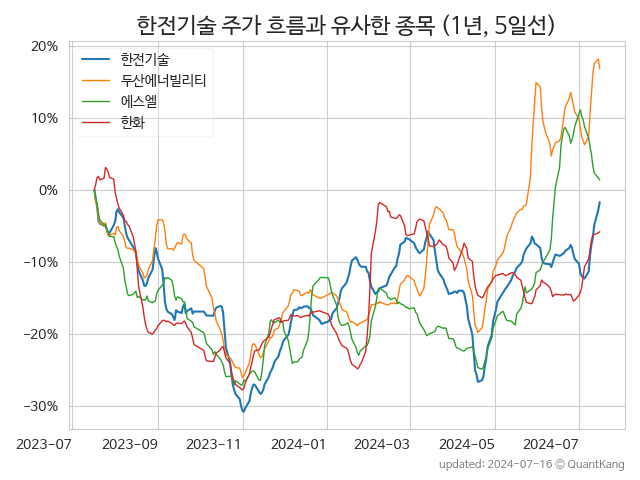 한전기술 주가 흐름과 유사한 종목 (1년, 5일선)
20%
10%
0%
−10%
−20%
−30%
한전기술
두산에너빌리티
에스엘
한화
2023-07
2023-09
2023-11
2024-01
2024-03
2024-05
2024-07
updated: 2024-07-16 © QuantKang